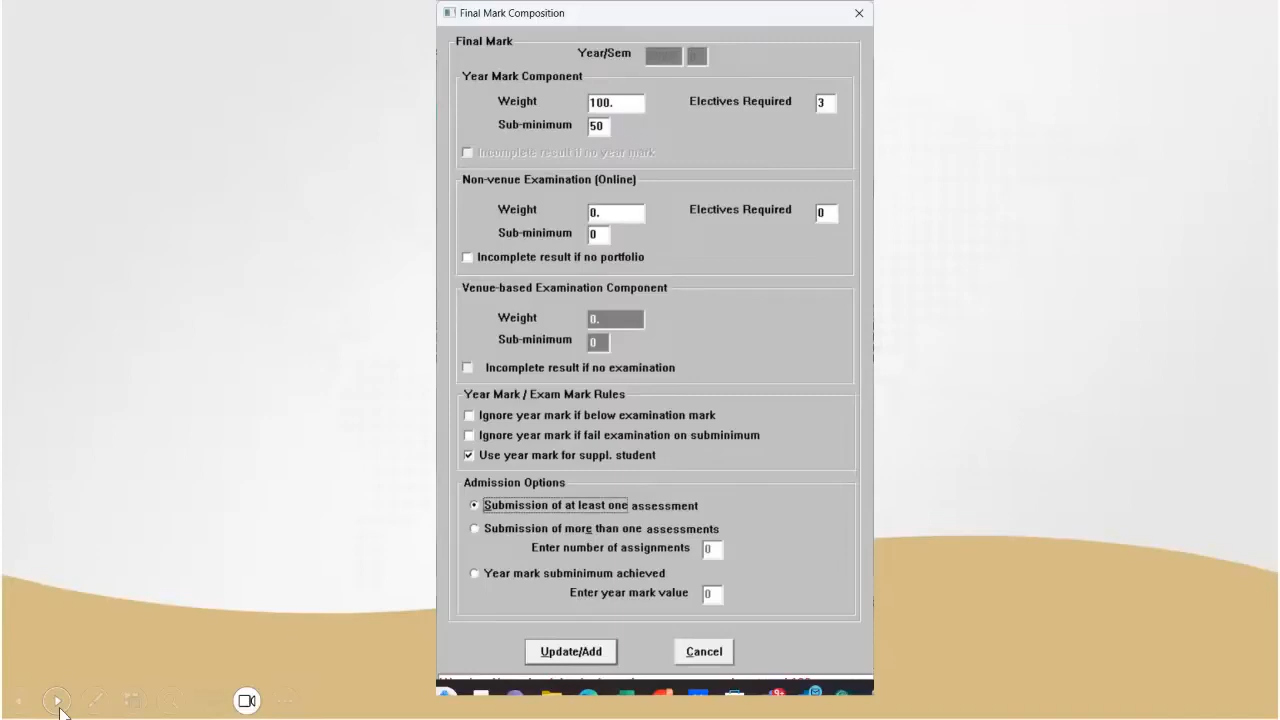 Final Mark Composition
Final Mark
Year/Sem
Year Mark Component
Weight 100. Electives Required 3
Sub-minimum 50
Incomplete result if no year mark
Non-venue Examination (Online)
Weight 0. Electives Required 0
Sub-minimum 0
Incomplete result if no portfolio
Venue-based Examination Component
Weight 0.
Sub-minimum 0
Incomplete result if no examination
Year Mark / Exam Mark Rules
Ignore year mark if below examination mark
Ignore year mark if fail examination on subminimum
Use year mark for suppl. student
Admission Options
Submission of at least one assessment
Submission of more than one assessments
Enter number of assignments 0
Year mark subminimum achieved
Enter year mark value 0
Update/Add Cancel